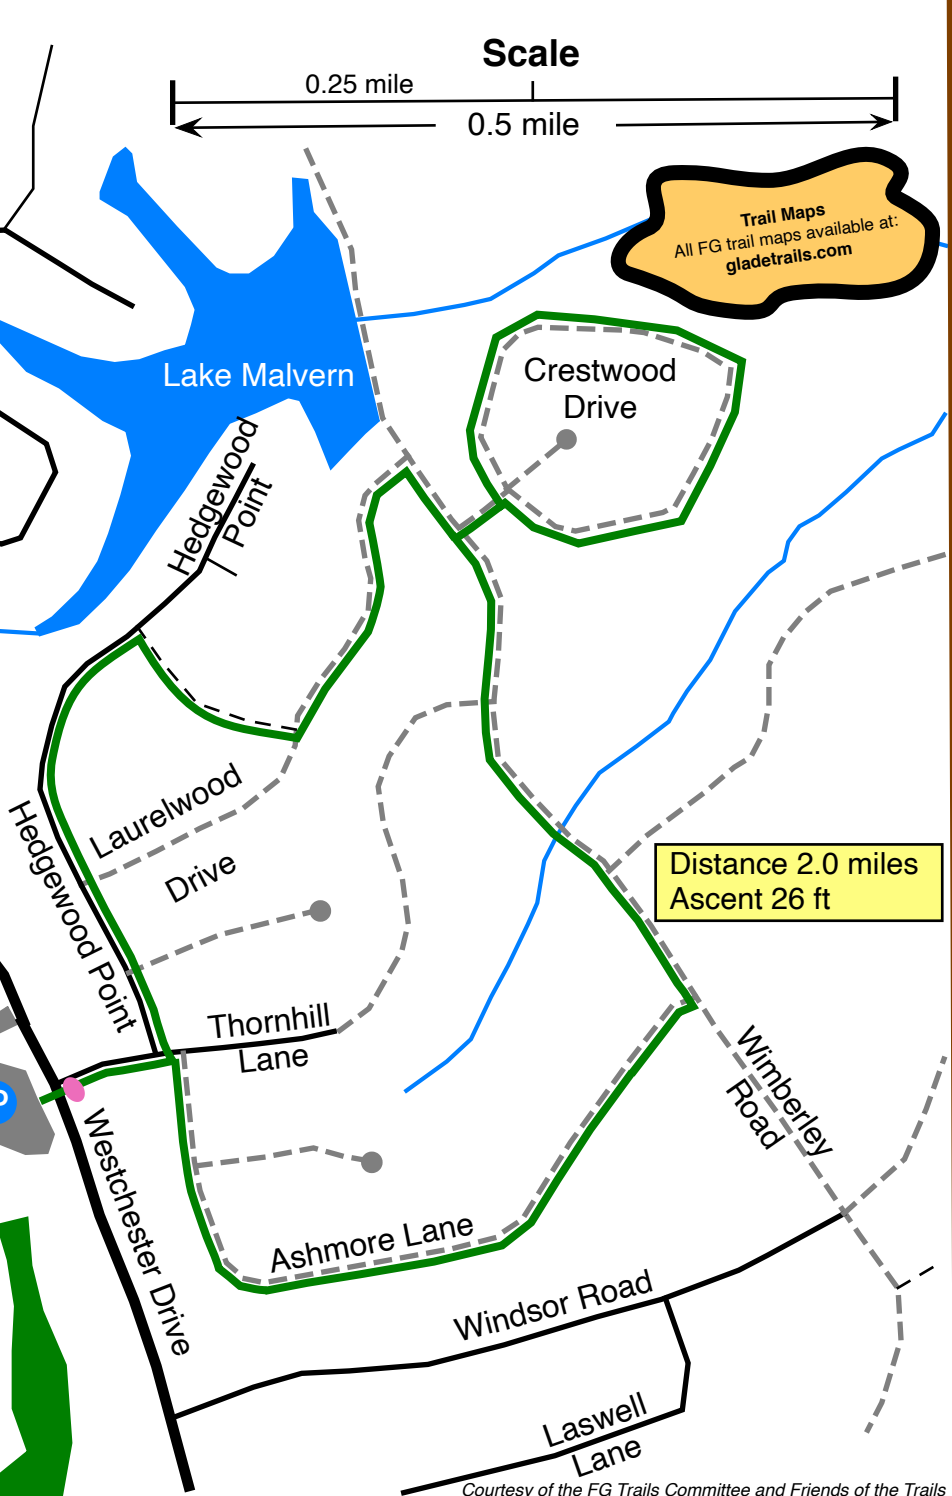 Scale
0.25 mile
0.5 mile
Trail Maps
All FG trail maps available at:
gladetrails.com
Crestwood
Drive
Lake Malvern
Hedgewood
Point
Laurelwood
Drive
Hedgewood Point
Distance 2.0 miles
Ascent 26 ft
Thornhill
Lane
Wimberley
Road
P
Westchester Drive
Ashmore Lane
Windsor Road
Laswell
Lane
Courtesy of the FG Trails Committee and Friends of the Trails